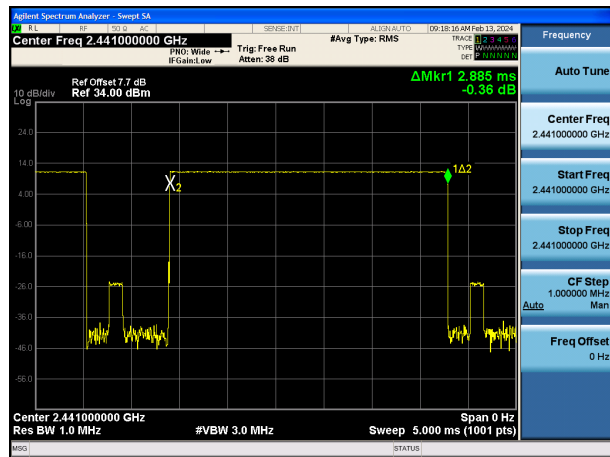 Agilent Spectrum Analyzer - Swept SA
RL RF 50 Ω AC SENSE:INT ALIGN AUTO 09:18:16 AM Feb 13, 2024
Center Freq 2.441000000 GHz
PNO: Wide
IFGain:Low
Trig: Free Run
Atten: 38 dB
#Avg Type: RMS
TRACE 1 2 3 4 5 6
TYPE
DET P N N N N N
Ref Offset 7.7 dB
10 dB/div Ref 34.00 dBm
Log
ΔMkr1 2.885 ms
-0.36 dB
24.0
14.0
4.00
-6.00
-16.0
-26.0
-36.0
-46.0
-56.0
2
1Δ2
Center 2.441000000 GHz Span 0 Hz
Res BW 1.0 MHz #VBW 3.0 MHz Sweep 5.000 ms (1001 pts)
MSG STATUS
Frequency
Auto Tune
Center Freq
2.441000000 GHz
Start Freq
2.441000000 GHz
Stop Freq
2.441000000 GHz
CF Step
1.000000 MHz
Auto Man
Freq Offset
0 Hz